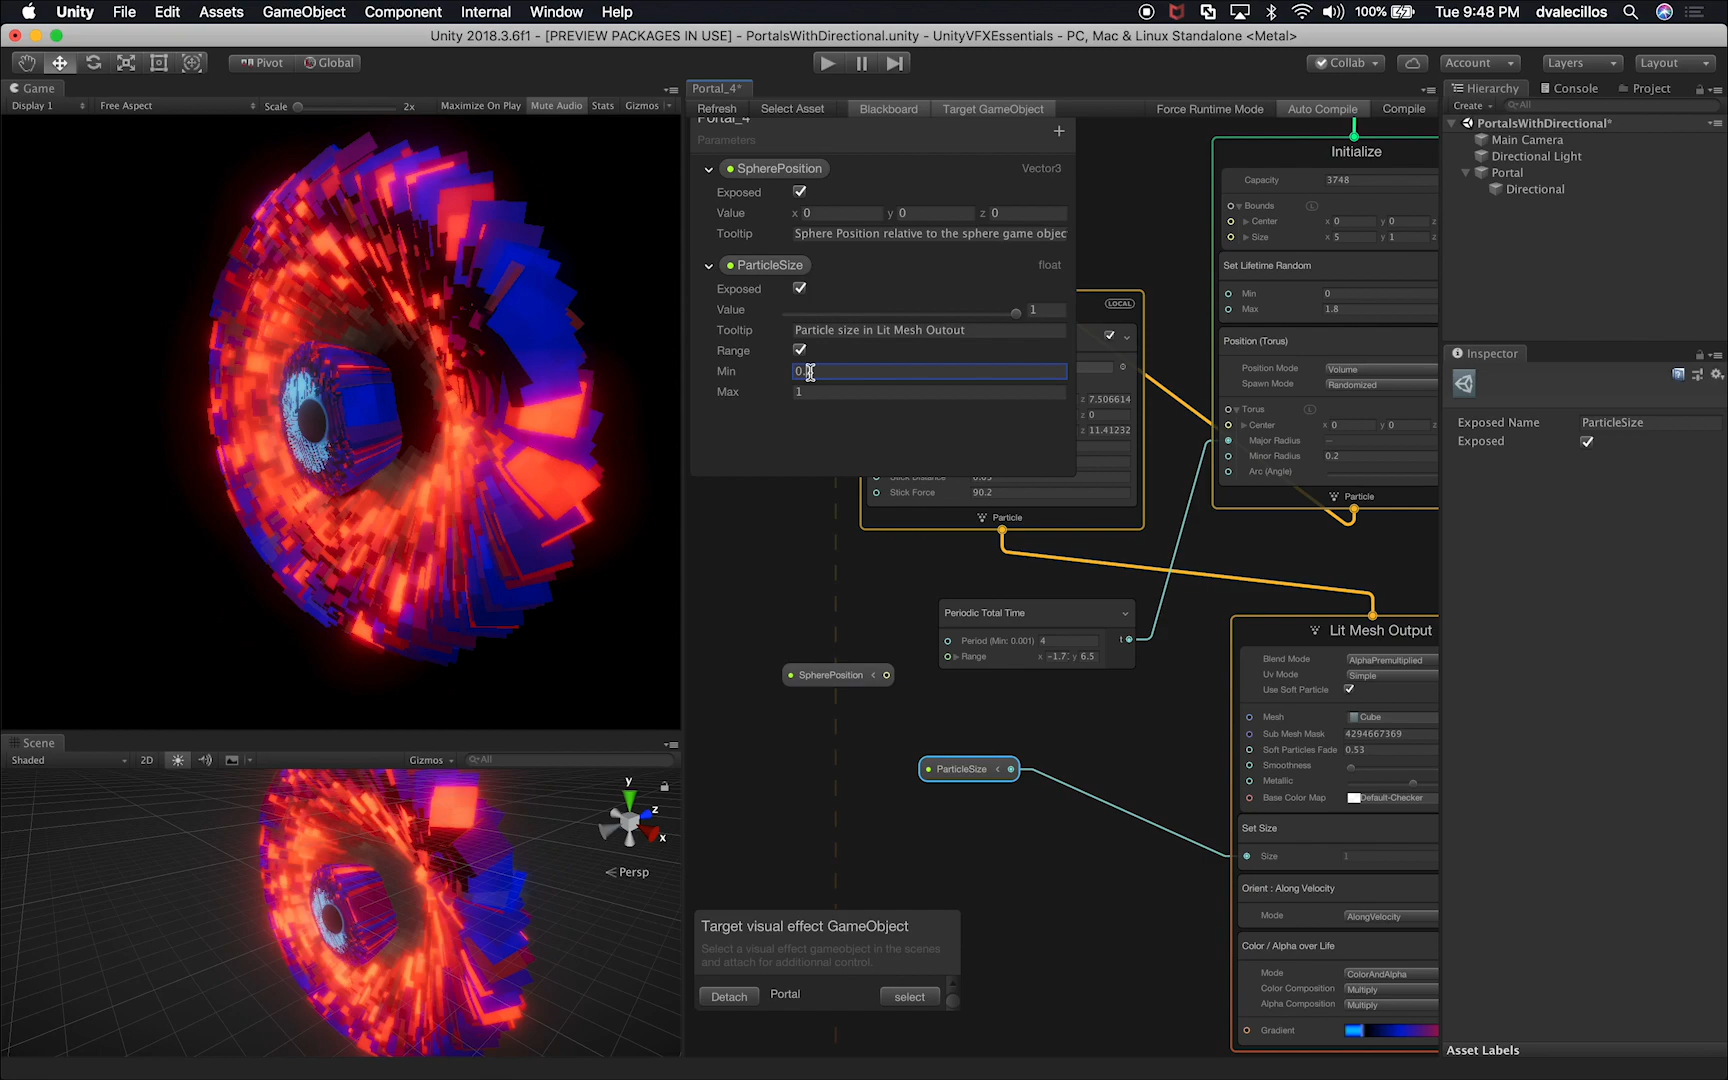 Unity File Edit Assets GameObject Component Internal Window Help 100% Tue 9:48 PM dvalecillos
Unity 2018.3.6f1 - [PREVIEW PACKAGES IN USE] - PortalsWithDirectional.unity - UnityVFXEssentials - PC, Mac & Linux Standalone <Metal>
Pivot Global Collab Account Layers Layout
Game
Display 1 Free Aspect Scale 2x Maximize On Play Mute Audio Stats Gizmos
Scene
Shaded 2D Gizmos All
y
z
x
Persp
Portal_4*
Refresh Select Asset Blackboard Target GameObject Force Runtime Mode Auto Compile Compile
Portal_4
Parameters
SpherePosition Vector3
Exposed
Value x 0 y 0 z 0
Tooltip Sphere Position relative to the sphere game objec
ParticleSize float
Exposed
Value 1
Tooltip Particle size in Lit Mesh Outout
Range
Min 0.
Max 1
LOCAL
z 7.506614
z 0
z 11.41232
Stick Distance
Stick Force 90.2
Particle
Periodic Total Time
Period (Min: 0.001) 4 t
Range x -1.7: y 6.5
SpherePosition
ParticleSize
Target visual effect GameObject
Select a visual effect gameobject in the scenes
and attach for additionnal control.
Detach Portal select
Initialize
Capacity 3748
Bounds L
Center x 0 y 0 z
Size x 5 y 1 z
Set Lifetime Random
Min 0
Max 1.8
Position (Torus)
Position Mode Volume
Spawn Mode Randomized
Torus L
Center x 0 y 0 z
Major Radius –
Minor Radius 0.2
Arc (Angle)
Particle
Lit Mesh Output
Blend Mode AlphaPremultiplied
Uv Mode Simple
Use Soft Particle
Mesh Cube
Sub Mesh Mask 4294667369
Soft Particles Fade 0.53
Smoothness
Metallic
Base Color Map Default-Checker
Set Size
Size 1
Orient : Along Velocity
Mode AlongVelocity
Color / Alpha over Life
Mode ColorAndAlpha
Color Composition Multiply
Alpha Composition Multiply
Gradient
Hierarchy Console Project
Create All
PortalsWithDirectional*
Main Camera
Directional Light
Portal
Directional
Inspector
Exposed Name ParticleSize
Exposed
Asset Labels